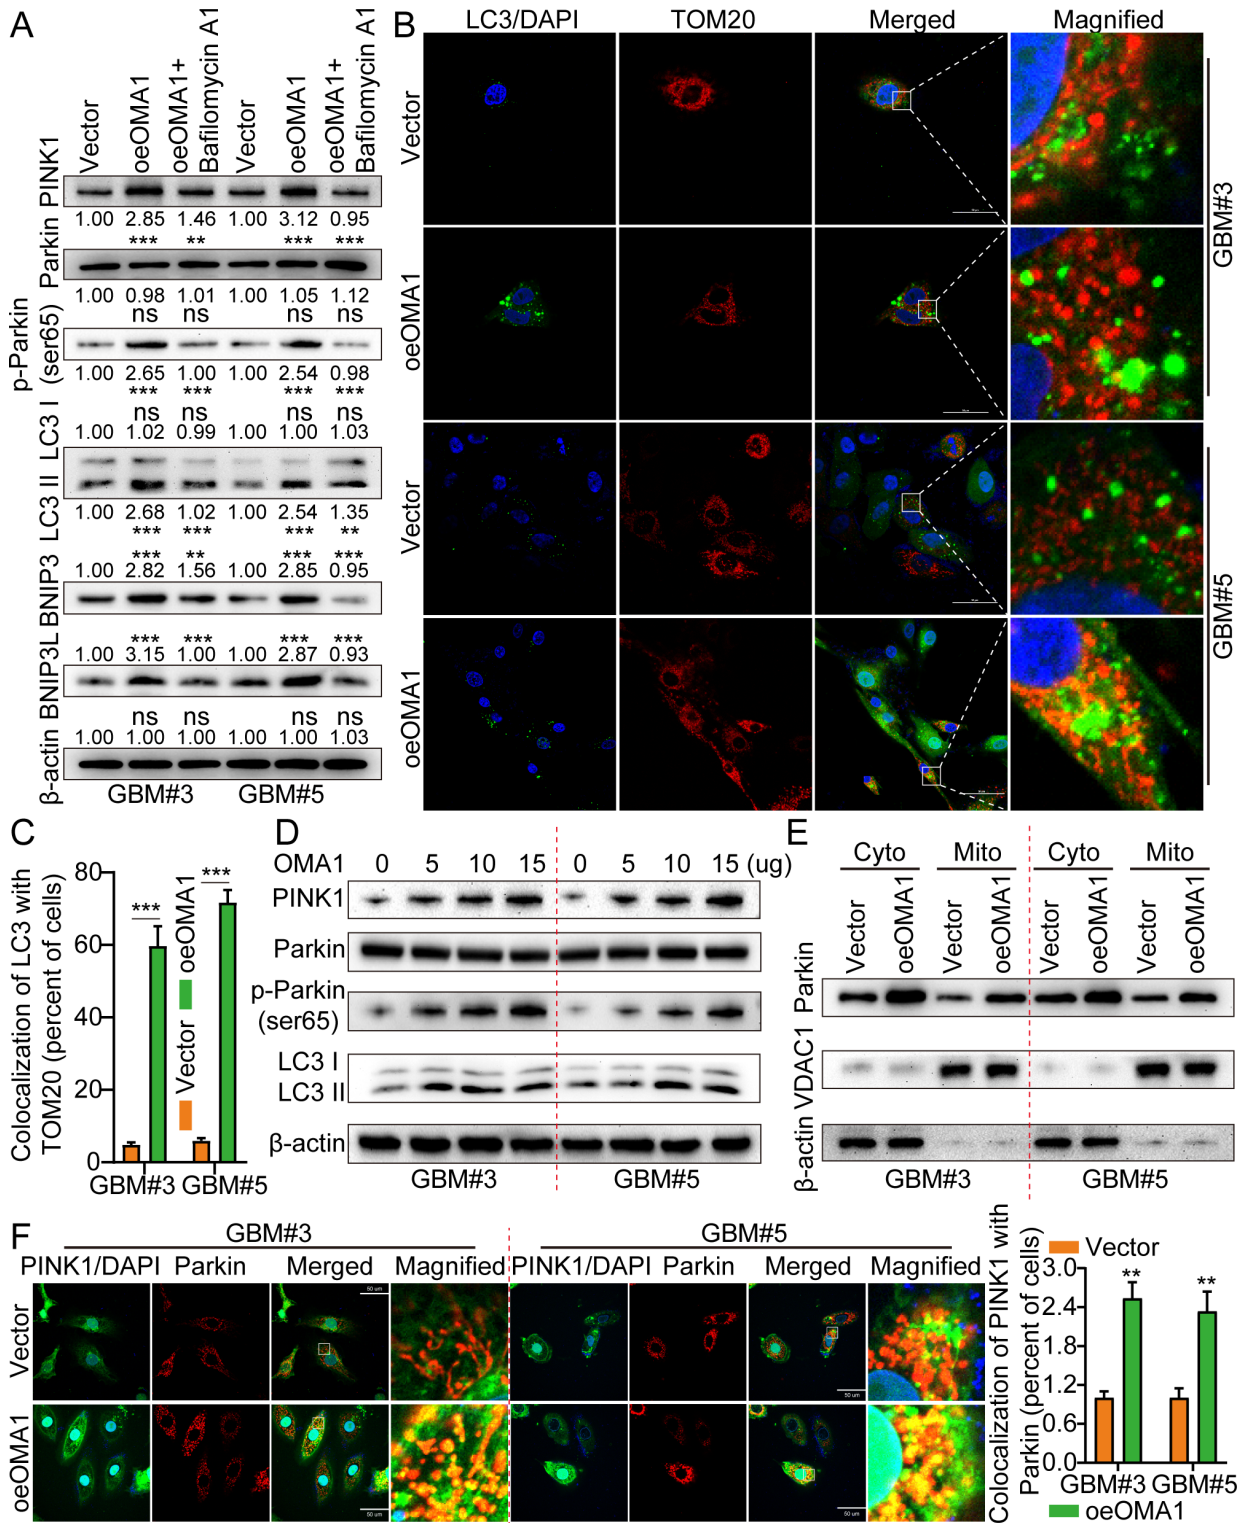 A
Vector
oeOMA1
oeOMA1+
Bafilomycin A1
Vector
oeOMA1
oeOMA1+
Bafilomycin A1
PINK1
1.00 2.85 1.46 1.00 3.12 0.95
*** ** *** ***
Parkin
1.00 0.98 1.01 1.00 1.05 1.12
ns ns ns ns
p-Parkin
(ser65)
1.00 2.65 1.00 1.00 2.54 0.98
*** *** *** ***
ns ns ns ns
1.00 1.02 0.99 1.00 1.00 1.03
LC3 I
LC3 II
1.00 2.68 1.02 1.00 2.54 1.35
*** *** *** **
*** ** *** ***
1.00 2.82 1.56 1.00 2.85 0.95
BNIP3
*** *** *** ***
1.00 3.15 1.00 1.00 2.87 0.93
BNIP3L
ns ns ns ns
1.00 1.00 1.00 1.00 1.00 1.03
β-actin
GBM#3 GBM#5
B
LC3/DAPI TOM20 Merged Magnified
Vector
oeOMA1
GBM#3
Vector
oeOMA1
GBM#5
C
Colocalization of LC3 with
TOM20 (percent of cells)
80
60
40
20
0
***
***
Vector
oeOMA1
GBM#3 GBM#5
D
OMA1 0 5 10 15 0 5 10 15 (ug)
PINK1
Parkin
p-Parkin
(ser65)
LC3 I
LC3 II
β-actin
GBM#3 GBM#5
E
Cyto Mito Cyto Mito
Vector
oeOMA1
Vector
oeOMA1
Vector
oeOMA1
Vector
oeOMA1
Parkin
VDAC1
β-actin
GBM#3 GBM#5
F
GBM#3 GBM#5
PINK1/DAPI Parkin Merged Magnified PINK1/DAPI Parkin Merged Magnified
Vector
50 um
50 um
oeOMA1
50 um
50 um
Colocalization of PINK1 with
Parkin (percent of cells)
Vector
3.0
2.4
1.2
0.6
0.0
** **
GBM#3 GBM#5
oeOMA1